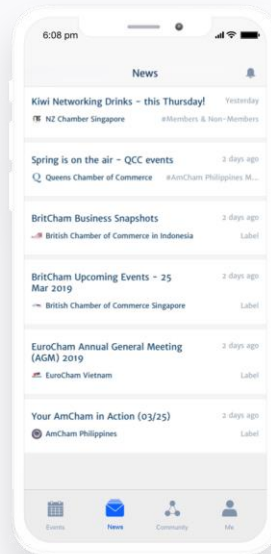 6:08 pm
News
Kiwi Networking Drinks - this Thursday! Yesterday
NZ Chamber Singapore #Members & Non-Members
Spring is on the air - QCC events 2 days ago
Queens Chamber of Commerce #AmCham Philippines M...
BritCham Business Snapshots 2 days ago
British Chamber of Commerce in Indonesia Label
BritCham Upcoming Events - 25 2 days ago
Mar 2019
British Chamber of Commerce Singapore Label
EuroCham Annual General Meeting 2 days ago
(AGM) 2019
EuroCham Vietnam Label
Your AmCham in Action (03/25) 2 days ago
AmCham Philippines Label
Events News Community Me